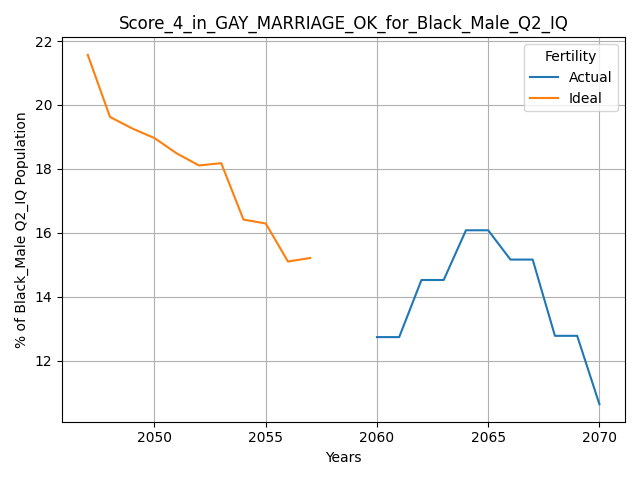 Score_4_in_GAY_MARRIAGE_OK_for_Black_Male_Q2_IQ
Fertility
Actual
Ideal
% of Black_Male Q2_IQ Population
22
20
18
16
14
12
2050
2055
2060
2065
2070
Years